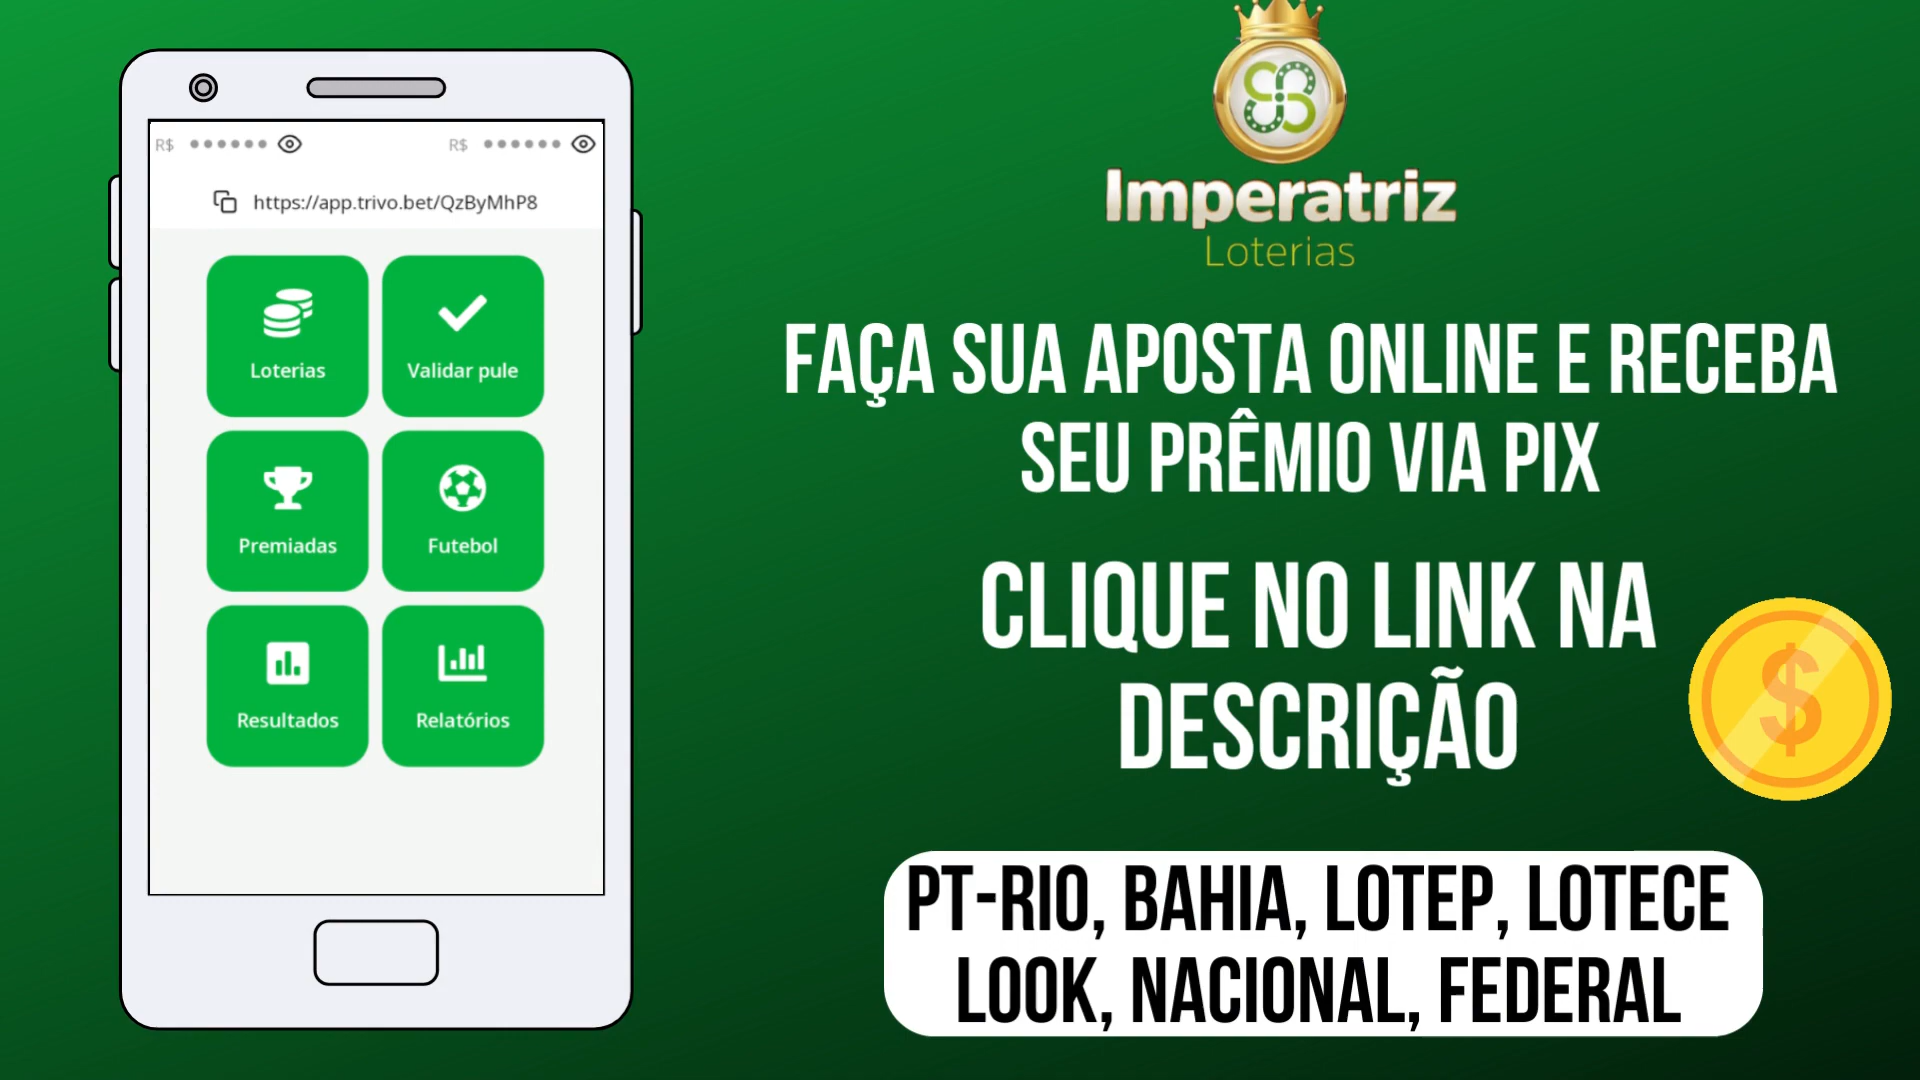 R$ R$
https://app.trivo.bet/QzByMhP8
Loterias Validar pule
Premiadas Futebol
Resultados Relatórios
Imperatriz
Loterias
FAÇA SUA APOSTA ONLINE E RECEBA
SEU PRÊMIO VIA PIX
CLIQUE NO LINK NA
DESCRIÇÃO
$
PT-RIO, BAHIA, LOTEP, LOTECE
LOOK, NACIONAL, FEDERAL